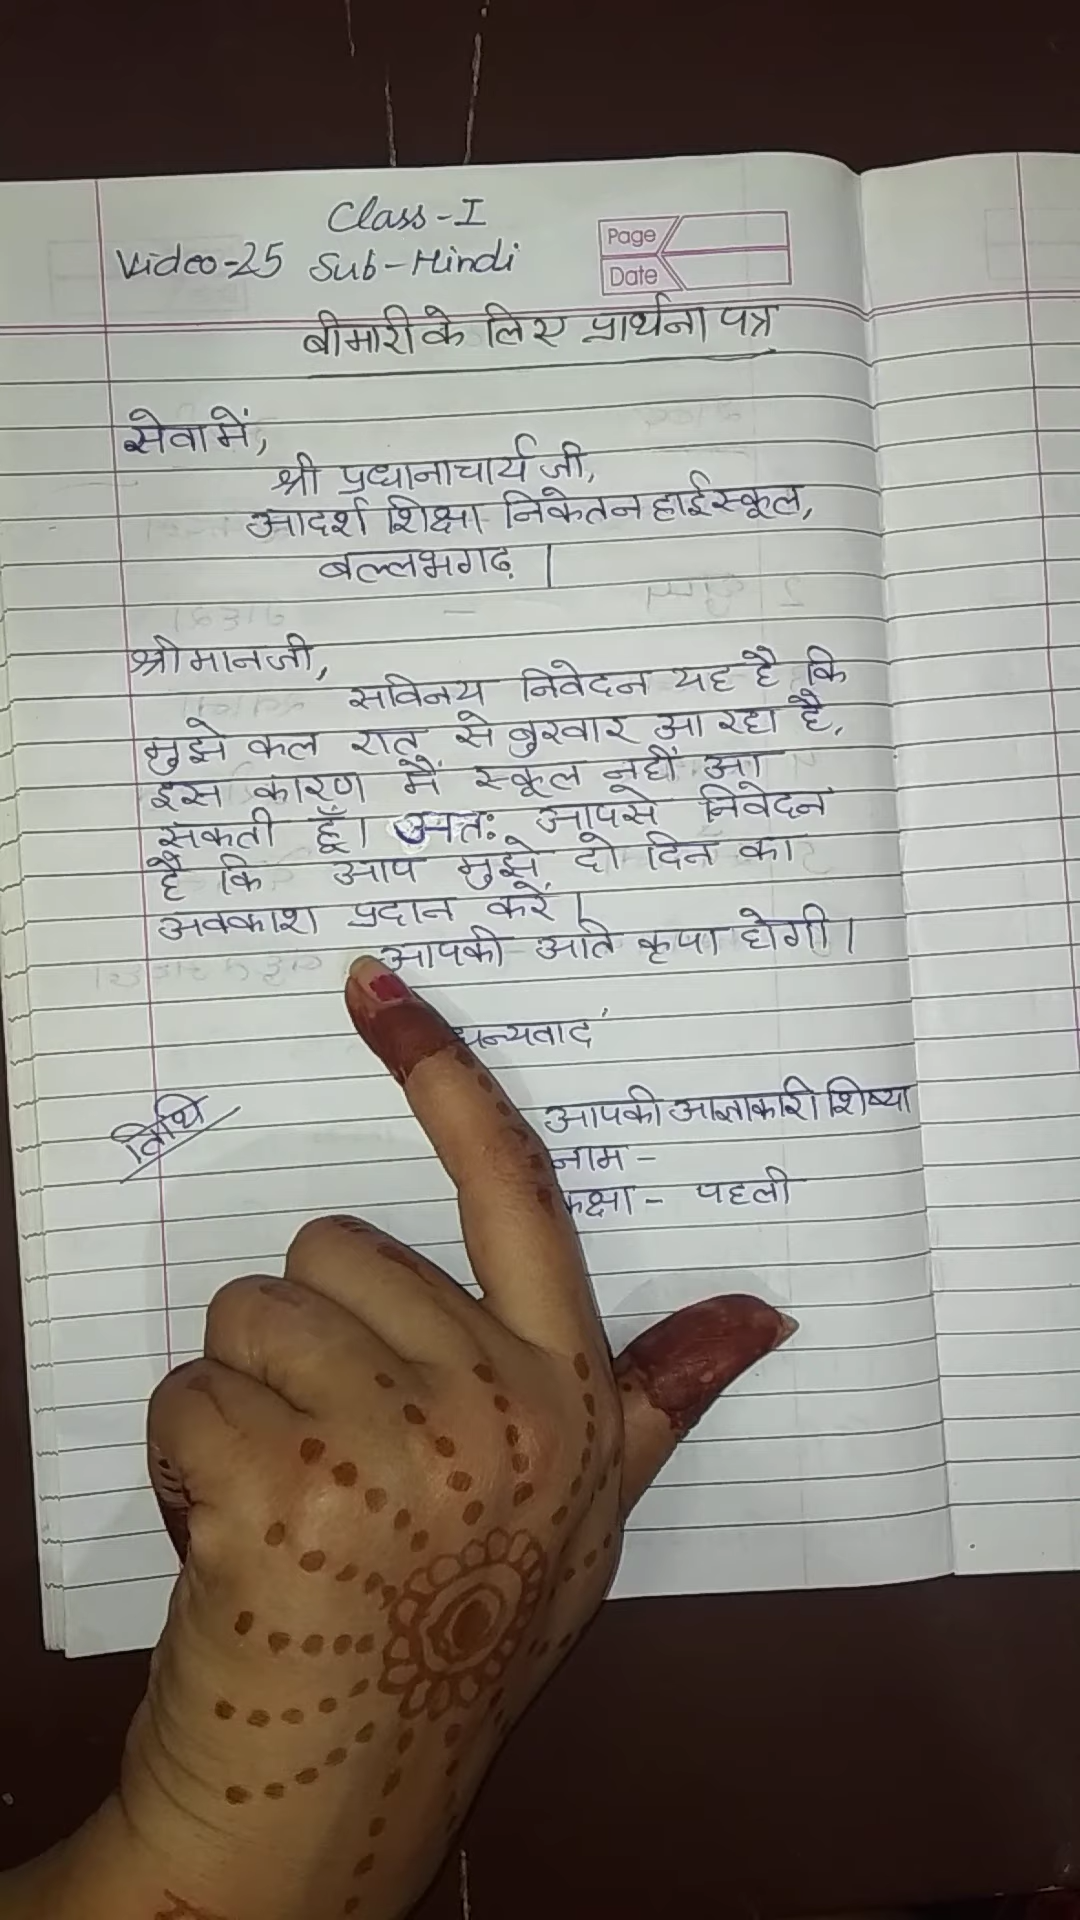 Class-I
Video-25 Sub-Hindi
Page
Date
बीमारी के लिए प्रार्थना पत्र
सेवा में,
श्री प्रधानाचार्य जी,
आदर्श शिक्षा निकेतन हाई स्कूल,
बल्लभगढ़।
श्रीमानजी,
सविनय निवेदन यह है कि
मुझे कल रात से बुखार आ रहा है,
इस कारण मैं स्कूल नहीं आ
सकती हूँ। अतः आपसे निवेदन
है कि आप मुझे दो दिन का
अवकाश प्रदान करें।
आपकी अति कृपा होगी।
धन्यवाद
आपकी आज्ञाकारी शिष्या
नाम -
कक्षा - पहली